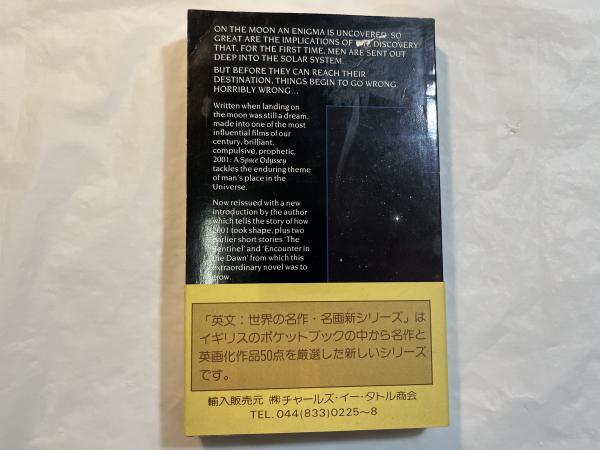 ON THE MOON AN ENIGMA IS UNCOVERED. SO
GREAT ARE THE IMPLICATIONS OF DISCOVERY
THAT, FOR THE FIRST TIME, MEN ARE SENT OUT
DEEP INTO THE SOLAR SYSTEM.
BUT BEFORE THEY CAN REACH THEIR
DESTINATION, THINGS BEGIN TO GO WRONG.
HORRIBLY WRONG...
Written when landing on
the moon was still a dream,
made into one of the most
influential films of our
century, brilliant,
compulsive, prophetic,
2001: A Space Odyssey
tackles the enduring theme
of man's place in the
Universe.
Now reissued with a new
introduction by the author
which tells the story of how
2001 took shape, plus two
earlier short stories 'The
Sentinel' and 'Encounter in
the Dawn' from which this
extraordinary novel was to
grow.
「英文：世界の名作・名画新シリーズ」は
イギリスのポケットブックの中から名作と
英画化作品50点を厳選した新しいシリーズ
です。
輸入販売元 ㈱チャールズ・イー・タトル商会
TEL. 044(833)0225〜8